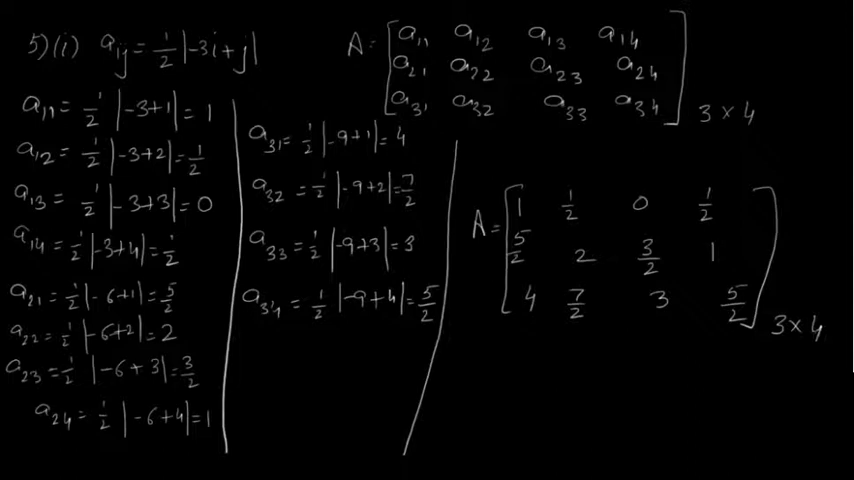 5)(i) aij = 1/2 |-3i+j|
a11 = 1/2 |-3+1| = 1
a12 = 1/2 |-3+2| = 1/2
a13 = 1/2 |-3+3| = 0
a14 = 1/2 |-3+4| = 1/2
a21 = 1/2 |-6+1| = 5/2
a22 = 1/2 |-6+2| = 2
a23 = 1/2 |-6+3| = 3/2
a24 = 1/2 |-6+4| = 1
a31 = 1/2 |-9+1| = 4
a32 = 1/2 |-9+2| = 7/2
a33 = 1/2 |-9+3| = 3
a34 = 1/2 |-9+4| = 5/2
A = [a11 a12 a13 a14
a21 a22 a23 a24
a31 a32 a33 a34] 3×4
A = [1 1/2 0 1/2
5/2 2 3/2 1
4 7/2 3 5/2] 3×4